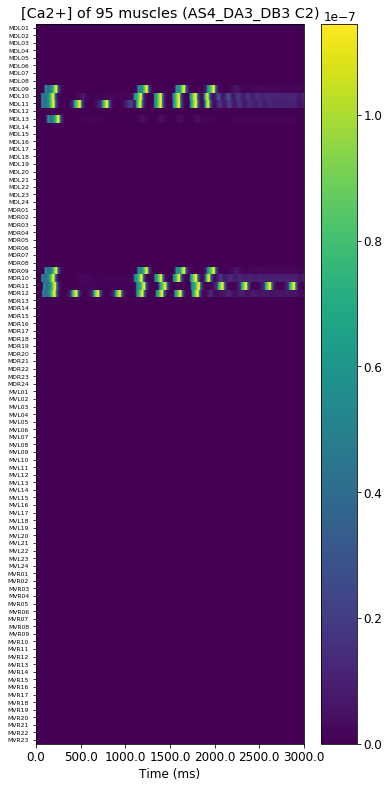 [Ca2+] of 95 muscles (AS4_DA3_DB3 C2)
1e−7
MDL01
MDL02
MDL03
MDL04
MDL05
MDL06
MDL07
MDL08
MDL09
MDL10
MDL11
MDL12
MDL13
MDL14
MDL15
MDL16
MDL17
MDL18
MDL19
MDL20
MDL21
MDL22
MDL23
MDL24
MDR01
MDR02
MDR03
MDR04
MDR05
MDR06
MDR07
MDR08
MDR09
MDR10
MDR11
MDR12
MDR13
MDR14
MDR15
MDR16
MDR17
MDR18
MDR19
MDR20
MDR21
MDR22
MDR23
MDR24
MVL01
MVL02
MVL03
MVL04
MVL05
MVL06
MVL07
MVL08
MVL09
MVL10
MVL11
MVL12
MVL13
MVL14
MVL15
MVL16
MVL17
MVL18
MVL19
MVL20
MVL21
MVL22
MVL23
MVL24
MVR01
MVR02
MVR03
MVR04
MVR05
MVR06
MVR07
MVR08
MVR09
MVR10
MVR11
MVR12
MVR13
MVR14
MVR15
MVR16
MVR17
MVR18
MVR19
MVR20
MVR21
MVR22
MVR23
0.0 500.0 1000.0 1500.0 2000.0 2500.0 3000.0
Time (ms)
1.0
0.8
0.6
0.4
0.2
0.0